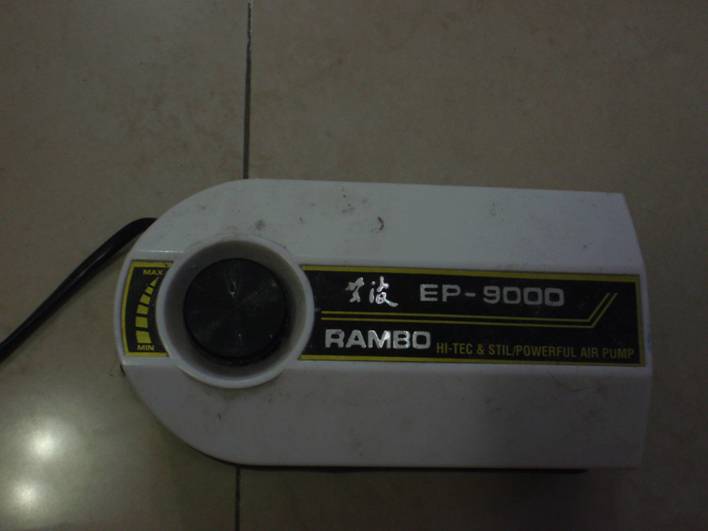 MAX
MIN
EP-9000
RAMBO
HI-TEC & STIL/POWERFUL AIR PUMP